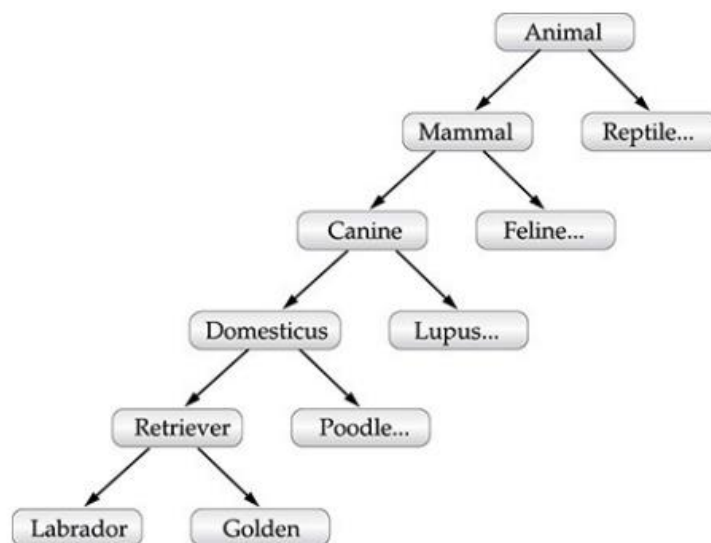 Animal
Mammal
Reptile...
Canine
Feline...
Domesticus
Lupus...
Retriever
Poodle...
Labrador
Golden